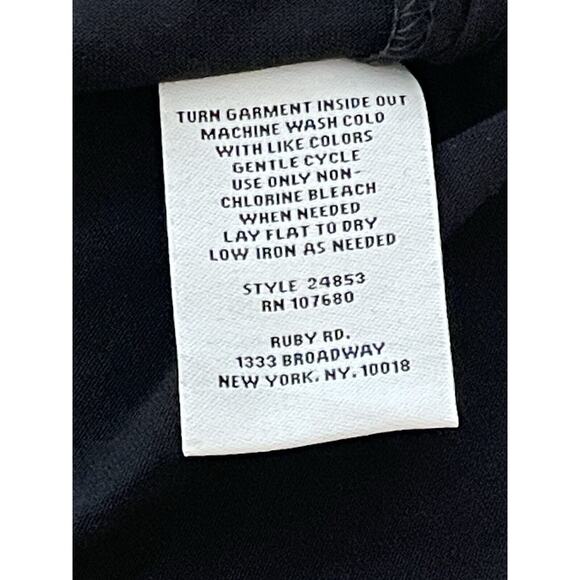 TURN GARMENT INSIDE OUT
MACHINE WASH COLD
WITH LIKE COLORS
GENTLE CYCLE
USE ONLY NON-
CHLORINE BLEACH
WHEN NEEDED
LAY FLAT TO DRY
LOW IRON AS NEEDED
STYLE 24853
RN 107680
RUBY RD.
1333 BROADWAY
NEW YORK, NY. 10018